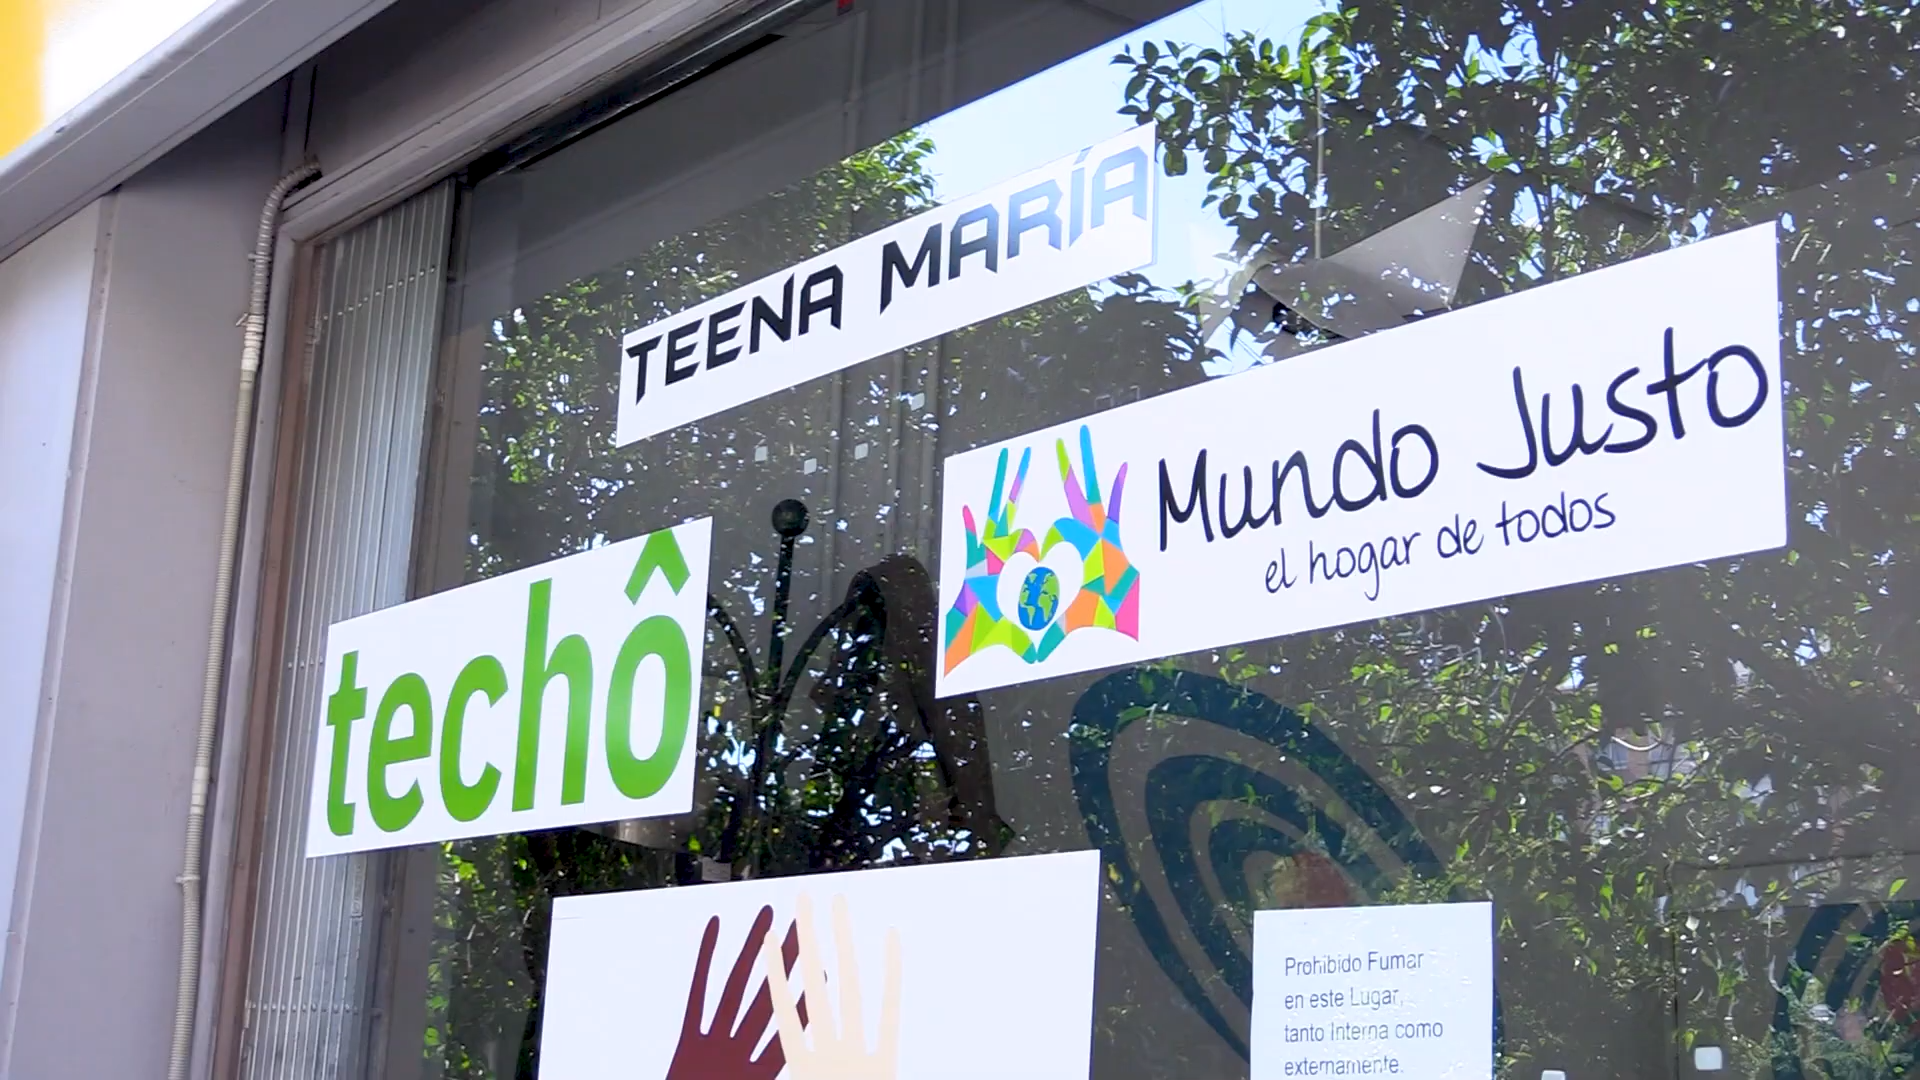 TEENA MARÍA
Mundo Justo
el hogar de todos
techô
Prohibido Fumar
en este Lugar,
tanto Interna como
externamente.